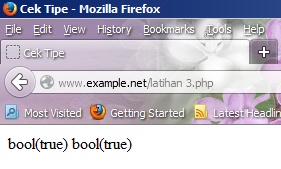 Cek Tipe - Mozilla Firefox
File Edit View History Bookmarks Tools Help
Cek Tipe
www.example.net/latihan 3.php
Most Visited Getting Started Latest Headlin
bool(true) bool(true)